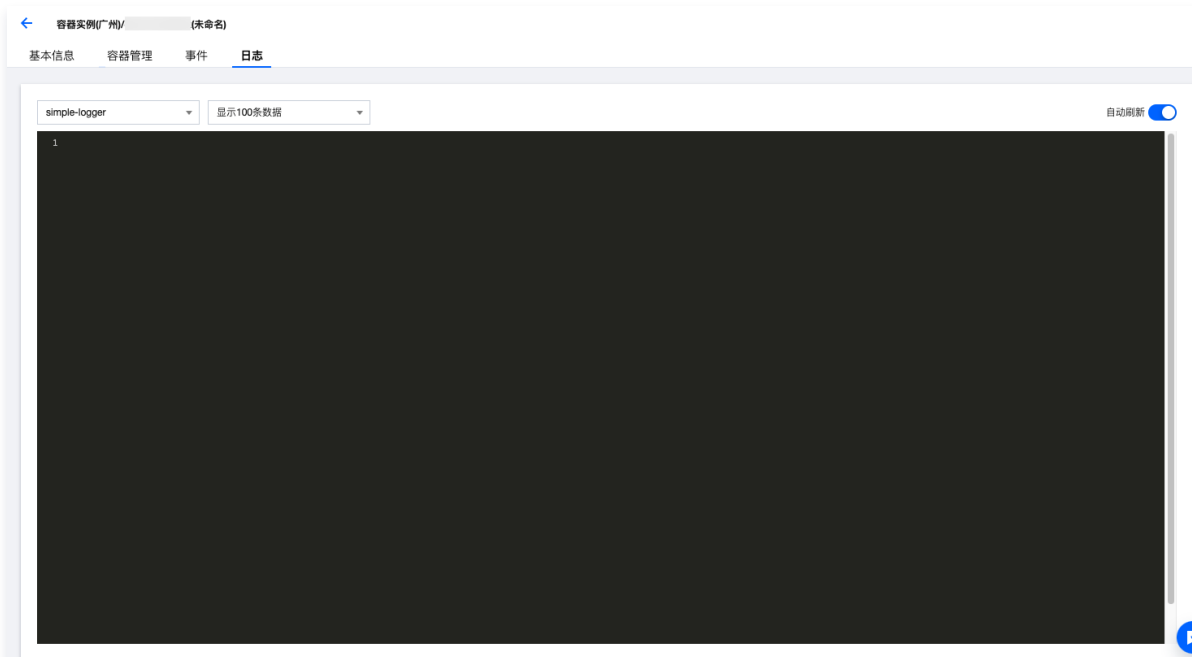 容器实例(广州)/ (未命名)
基本信息 容器管理 事件 日志
simple-logger 显示100条数据 自动刷新
1